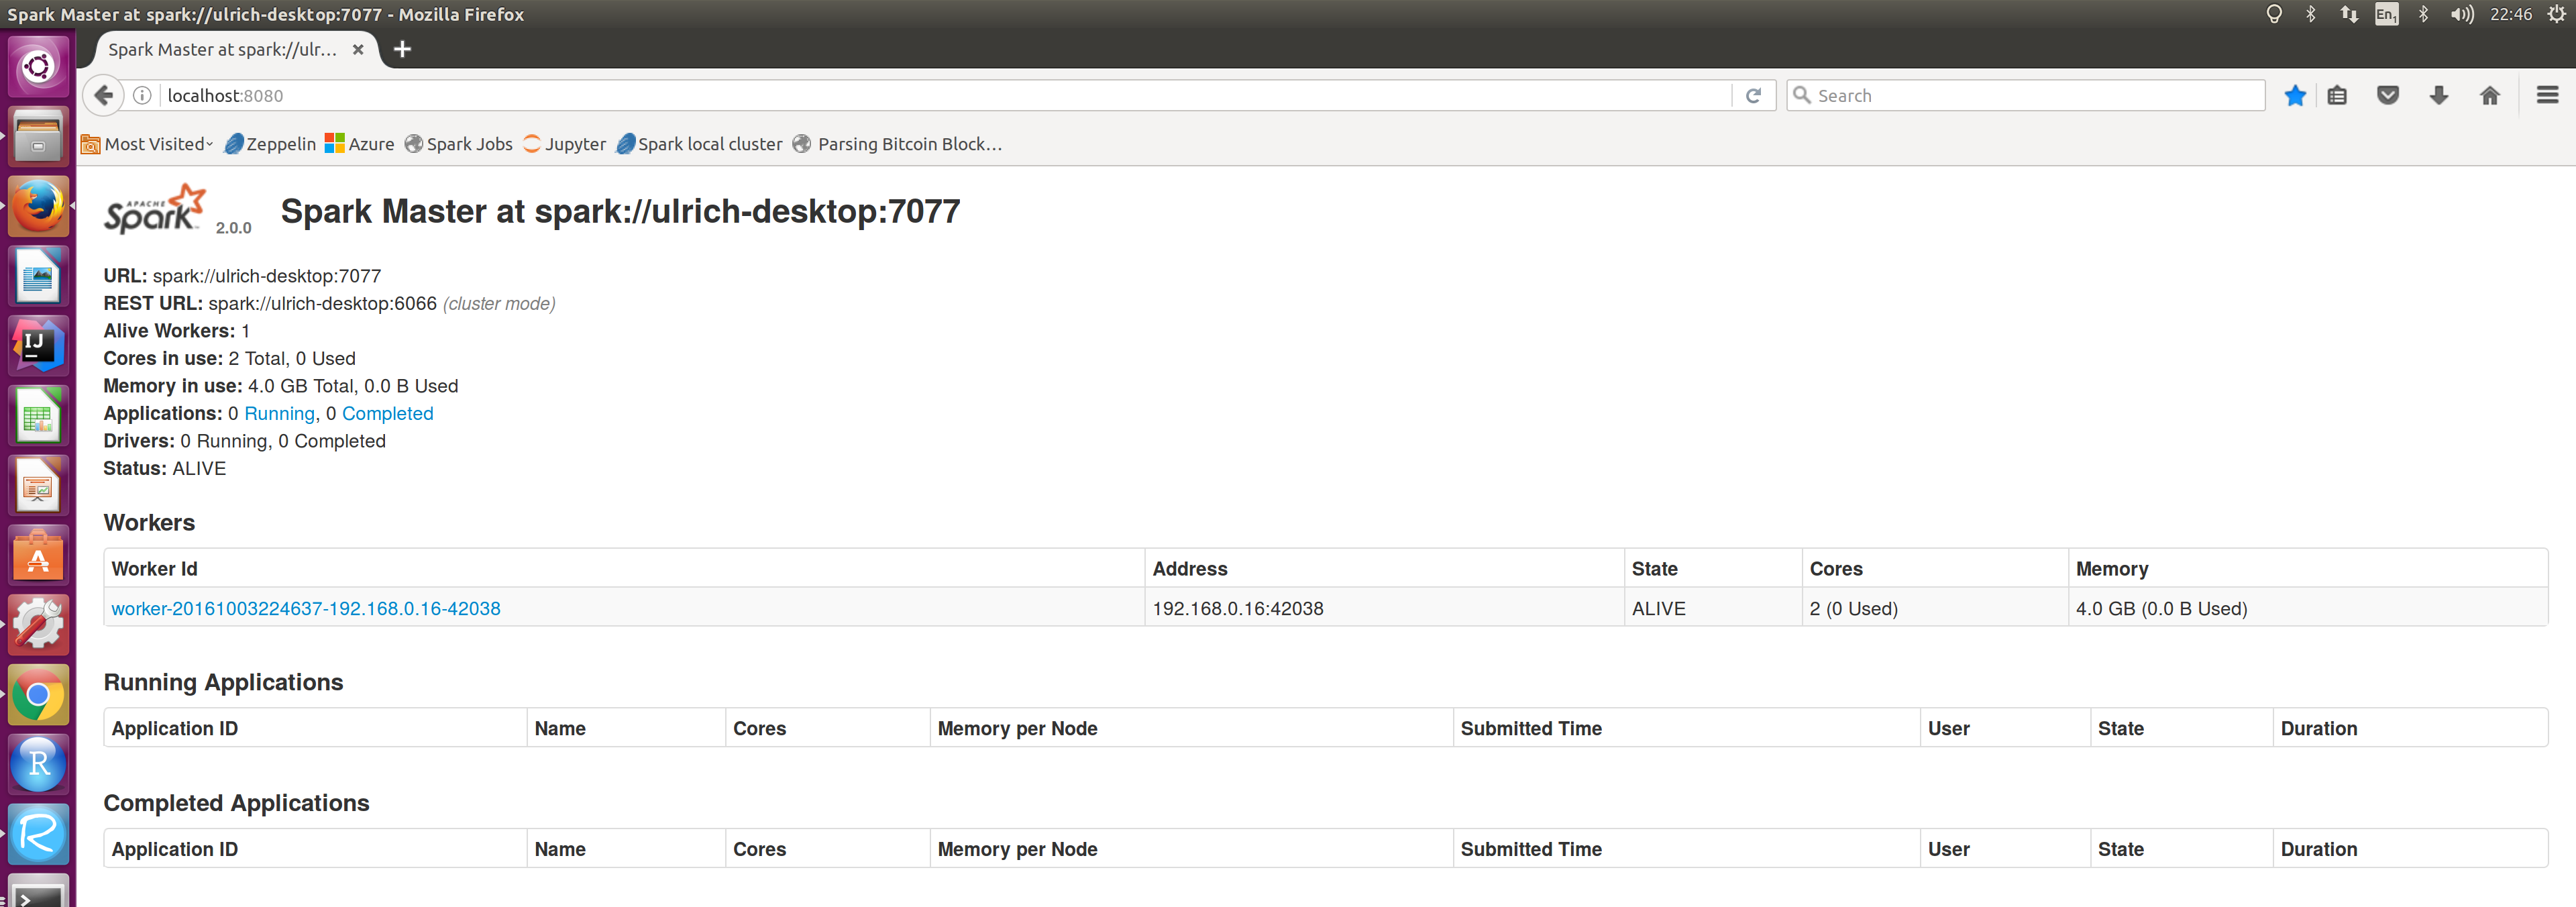 Spark Master at spark://ulrich-desktop:7077 - Mozilla Firefox
En1
22:46
Spark Master at spark://ulr...
localhost:8080
Search
Most Visited
Zeppelin
Azure
Spark Jobs
Jupyter
Spark local cluster
Parsing Bitcoin Block...
APACHE
Spark
2.0.0
Spark Master at spark://ulrich-desktop:7077
URL: spark://ulrich-desktop:7077
REST URL: spark://ulrich-desktop:6066 (cluster mode)
Alive Workers: 1
Cores in use: 2 Total, 0 Used
Memory in use: 4.0 GB Total, 0.0 B Used
Applications: 0 Running, 0 Completed
Drivers: 0 Running, 0 Completed
Status: ALIVE
Workers
Worker Id Address State Cores Memory
worker-20161003224637-192.168.0.16-42038 192.168.0.16:42038 ALIVE 2 (0 Used) 4.0 GB (0.0 B Used)
Running Applications
Application ID Name Cores Memory per Node Submitted Time User State Duration
Completed Applications
Application ID Name Cores Memory per Node Submitted Time User State Duration
IJ
A
R
R